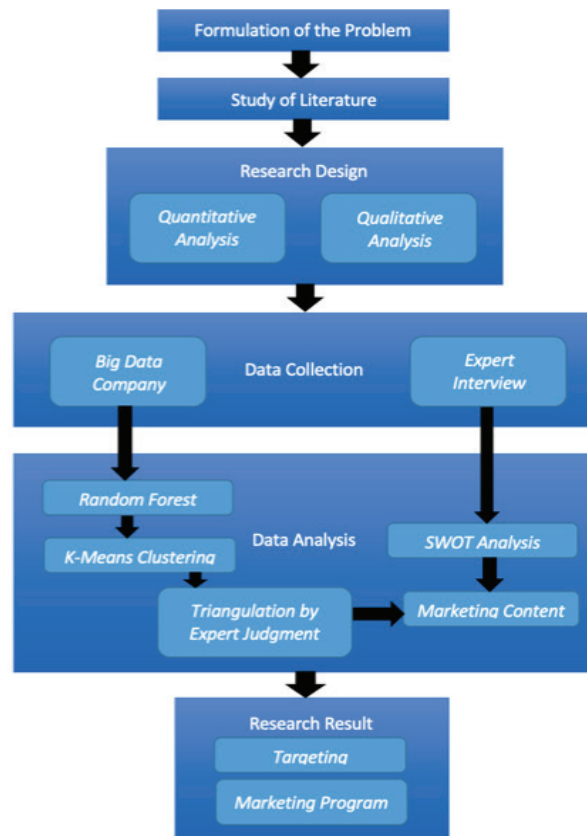 Formulation of the Problem
Study of Literature
Research Design
Quantitative
Analysis
Qualitative
Analysis
Big Data
Company
Data Collection
Expert
Interview
Random Forest
K-Means Clustering
Data Analysis
SWOT Analysis
Triangulation by
Expert Judgment
Marketing Content
Research Result
Targeting
Marketing Program